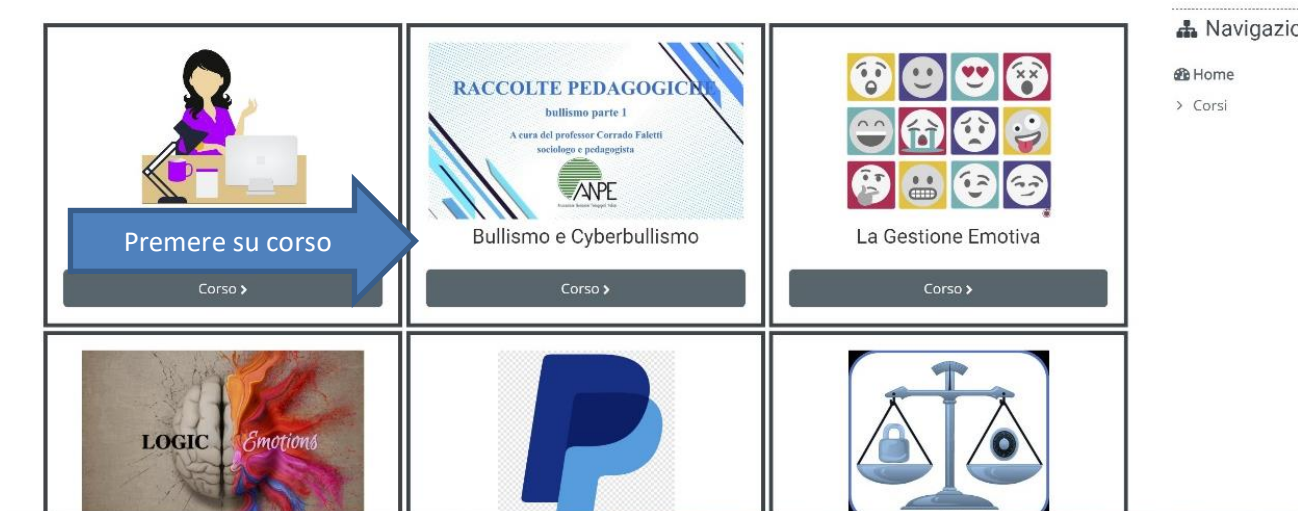 Navigazio
Home
> Corsi
RACCOLTE PEDAGOGICHE
bullismo parte 1
A cura del professor Corrado Faletti
sociologo e pedagogista
ANPE
Premere su corso
Bullismo e Cyberbullismo
La Gestione Emotiva
Corso >
Corso >
Corso >
LOGIC
Emotions